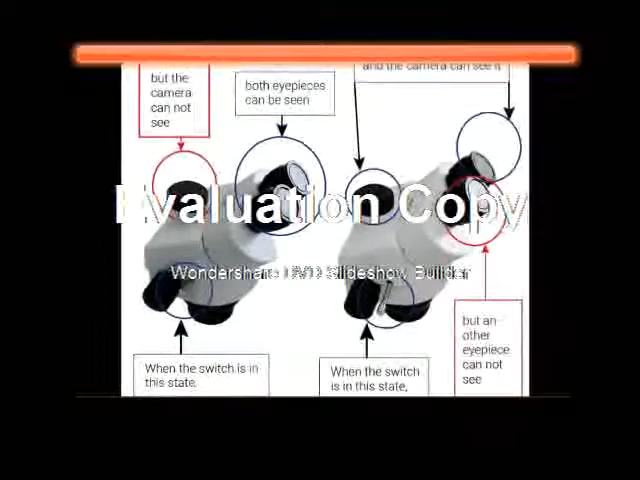 but the
camera
can not
see
both eyepieces
can be seen
and the camera can see it
Evaluation Copy
Wondershare DVD Slideshow Builder
When the switch is in
this state.
When the switch
is in this state,
but an-
other
eyepiece
can not
see